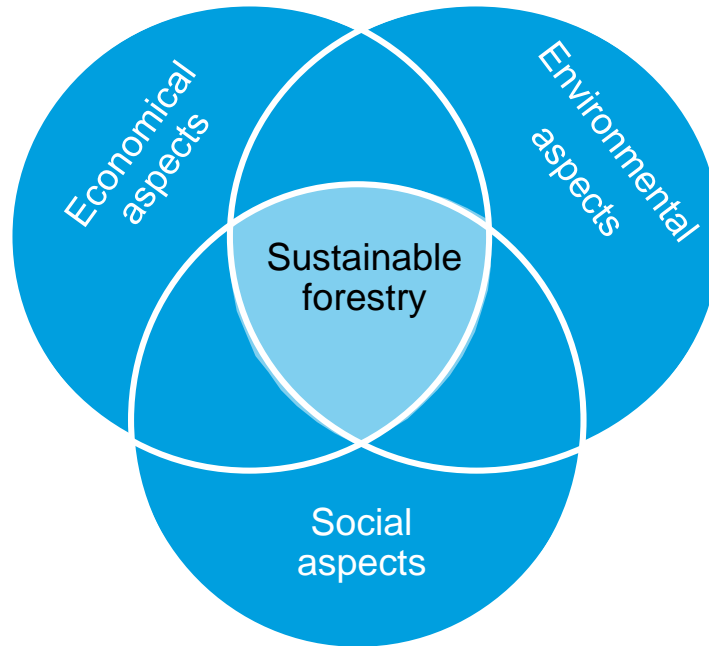 Economical
aspects
Environmental
aspects
Sustainable
forestry
Social
aspects